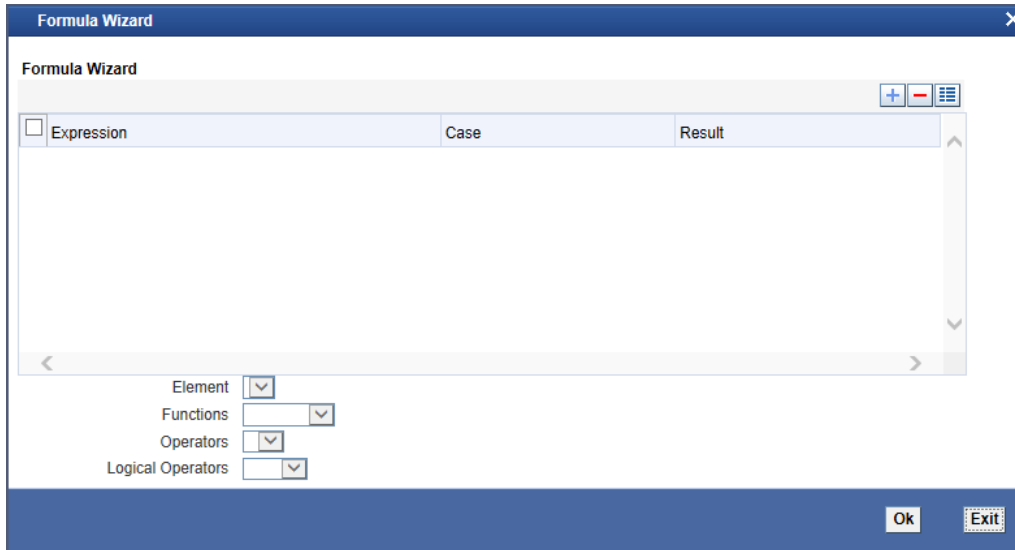 Formula Wizard
Formula Wizard
Expression Case Result
Element
Functions
Operators
Logical Operators
Ok Exit